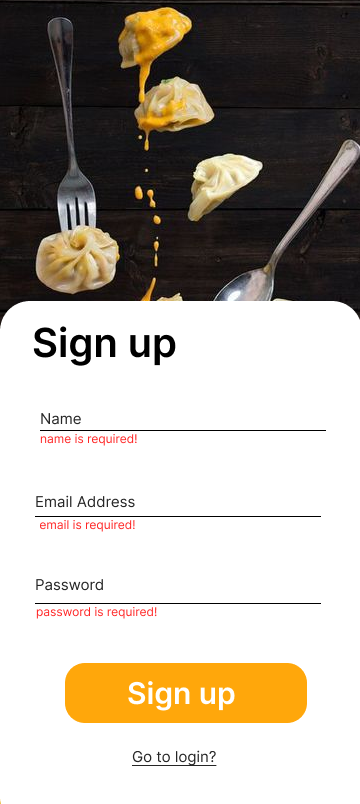 Sign up
Name
name is required!
Email Address
email is required!
Password
password is required!
Sign up
Go to login?